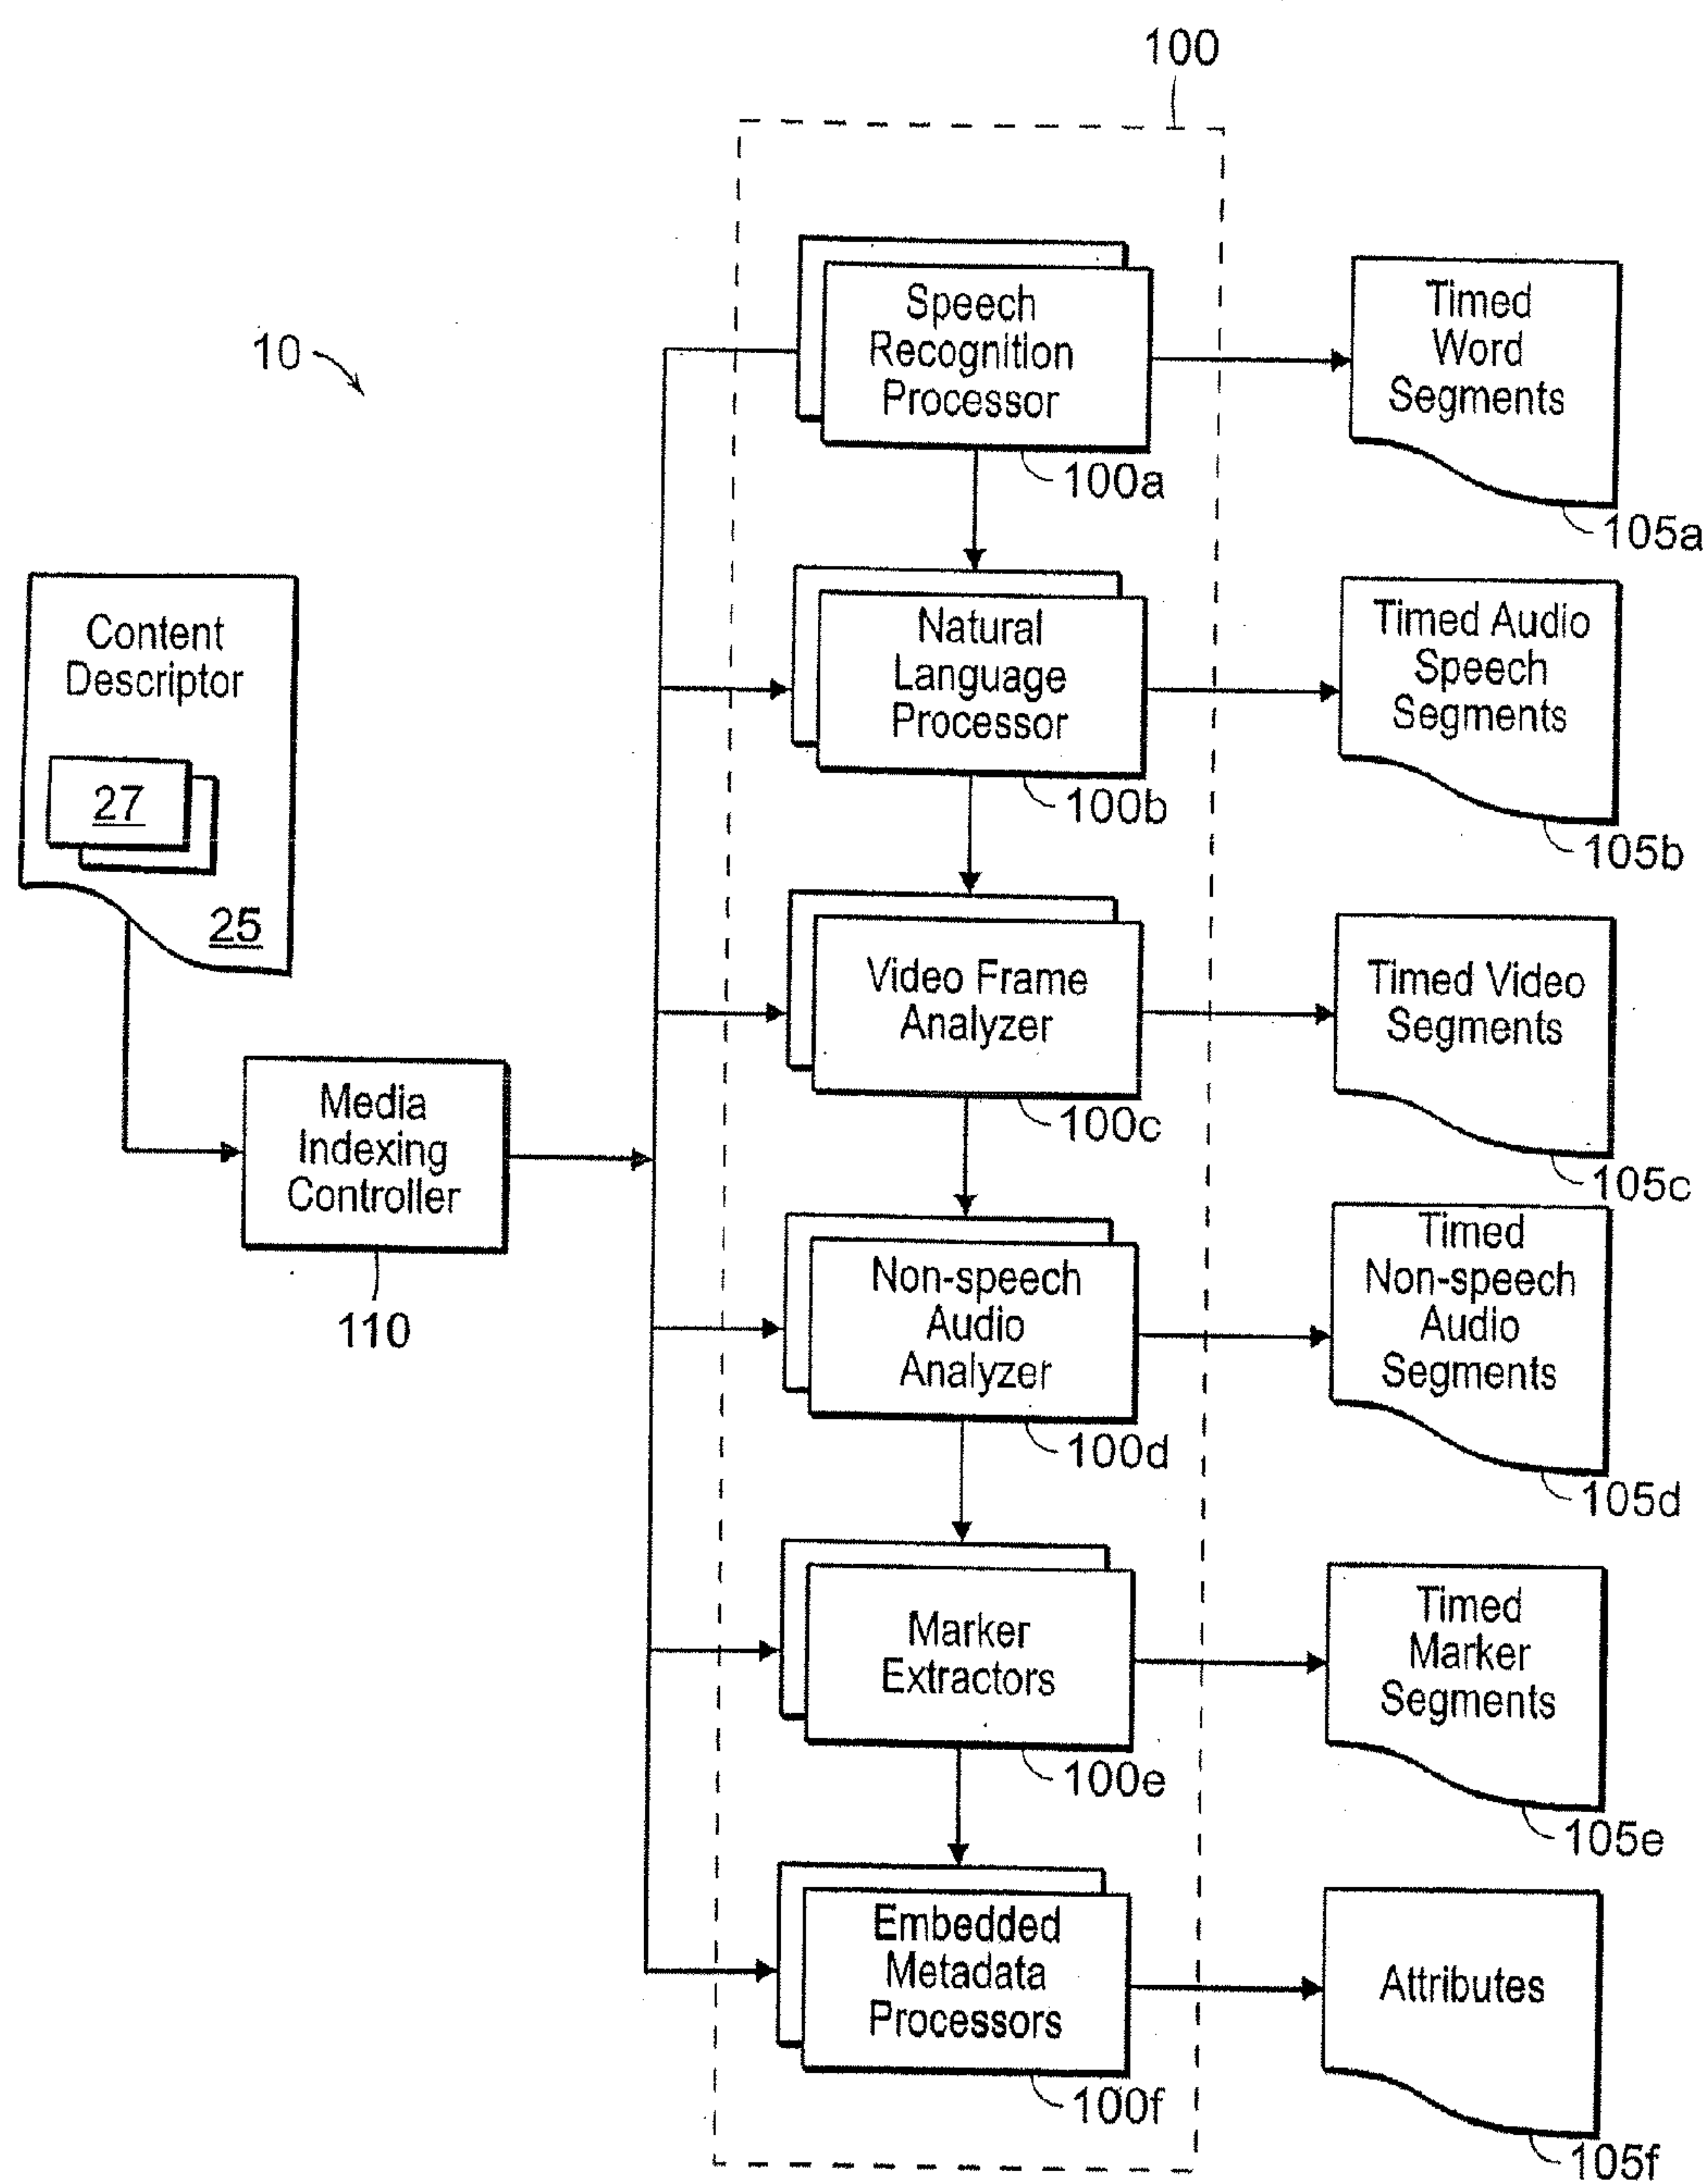 100
10
Speech
Recognition
Processor
100a
Timed
Word
Segments
105a
Content
Descriptor
27
25
Natural
Language
Processor
100b
Timed Audio
Speech
Segments
105b
Video Frame
Analyzer
100c
Timed Video
Segments
105c
Media
Indexing
Controller
110
Non-speech
Audio
Analyzer
100d
Timed
Non-speech
Audio
Segments
105d
Marker
Extractors
100e
Timed
Marker
Segments
105e
Embedded
Metadata
Processors
100f
Attributes
105f